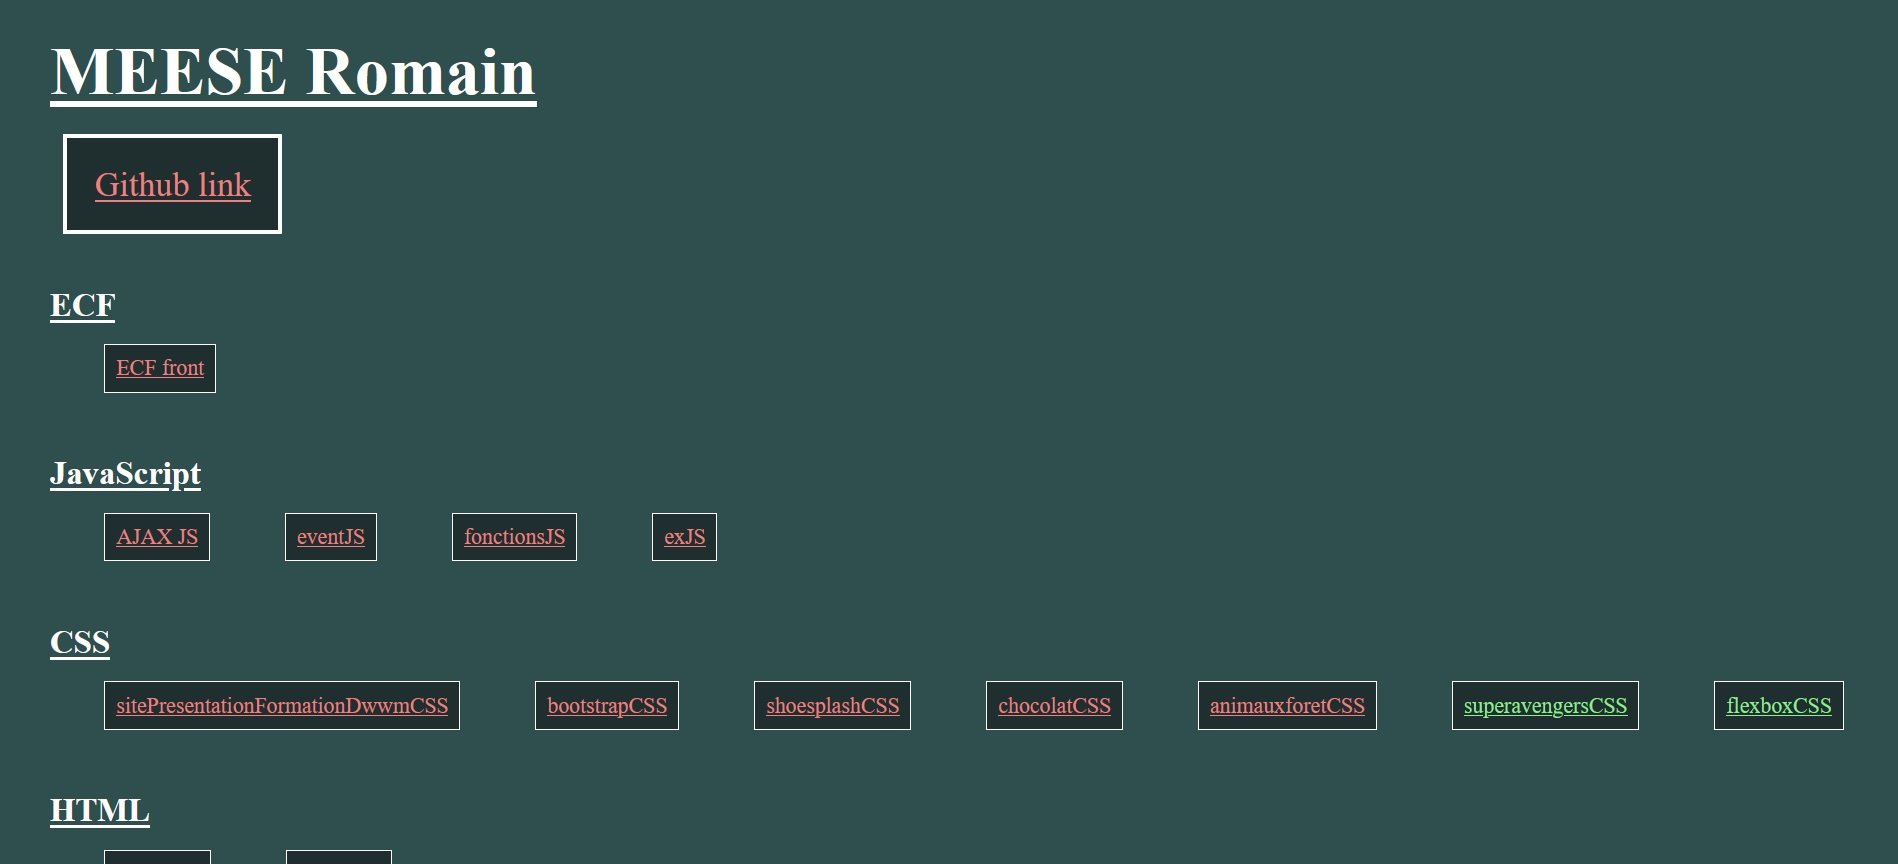 MEESE Romain
Github link
ECF
ECF front
JavaScript
AJAX JS eventJS fonctionsJS exJS
CSS
sitePresentationFormationDwwmCSS bootstrapCSS shoesplashCSS chocolatCSS animauxforetCSS superavengersCSS flexboxCSS
HTML